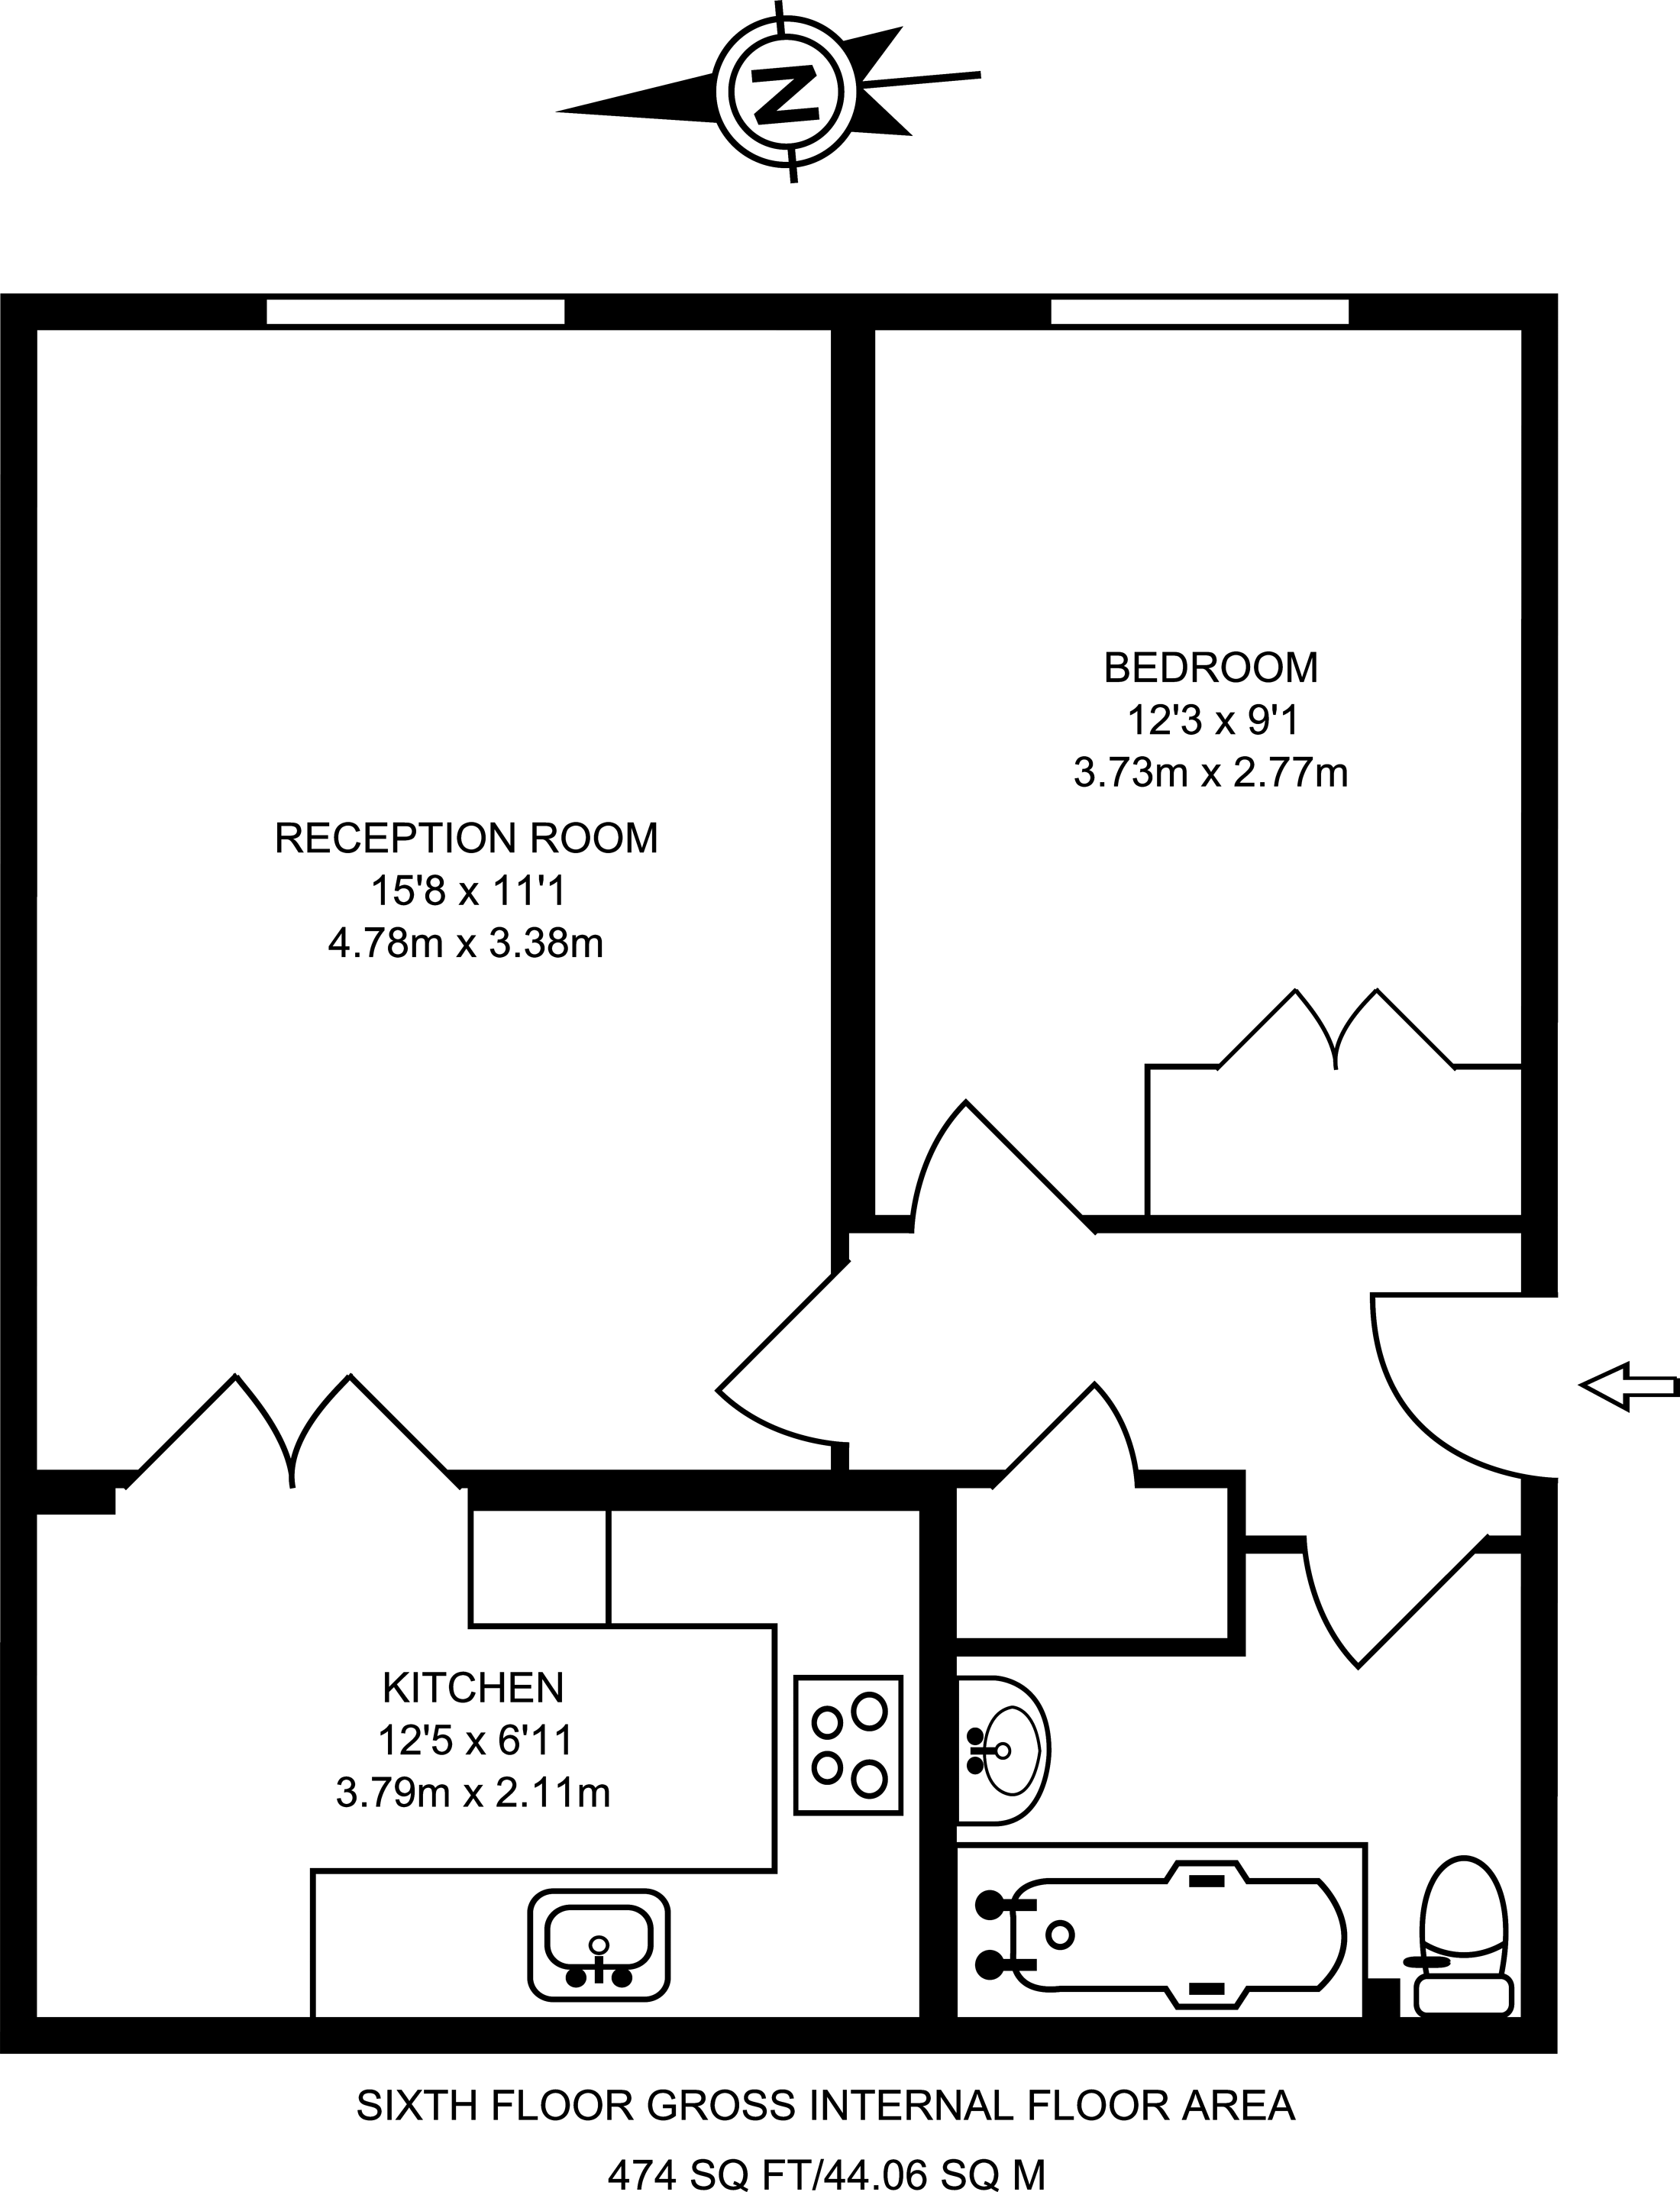 N
BEDROOM
12'3 x 9'1
3.73m x 2.77m
RECEPTION ROOM
15'8 x 11'1
4.78m x 3.38m
KITCHEN
12'5 x 6'11
3.79m x 2.11m
SIXTH FLOOR GROSS INTERNAL FLOOR AREA
474 SQ FT/44.06 SQ M